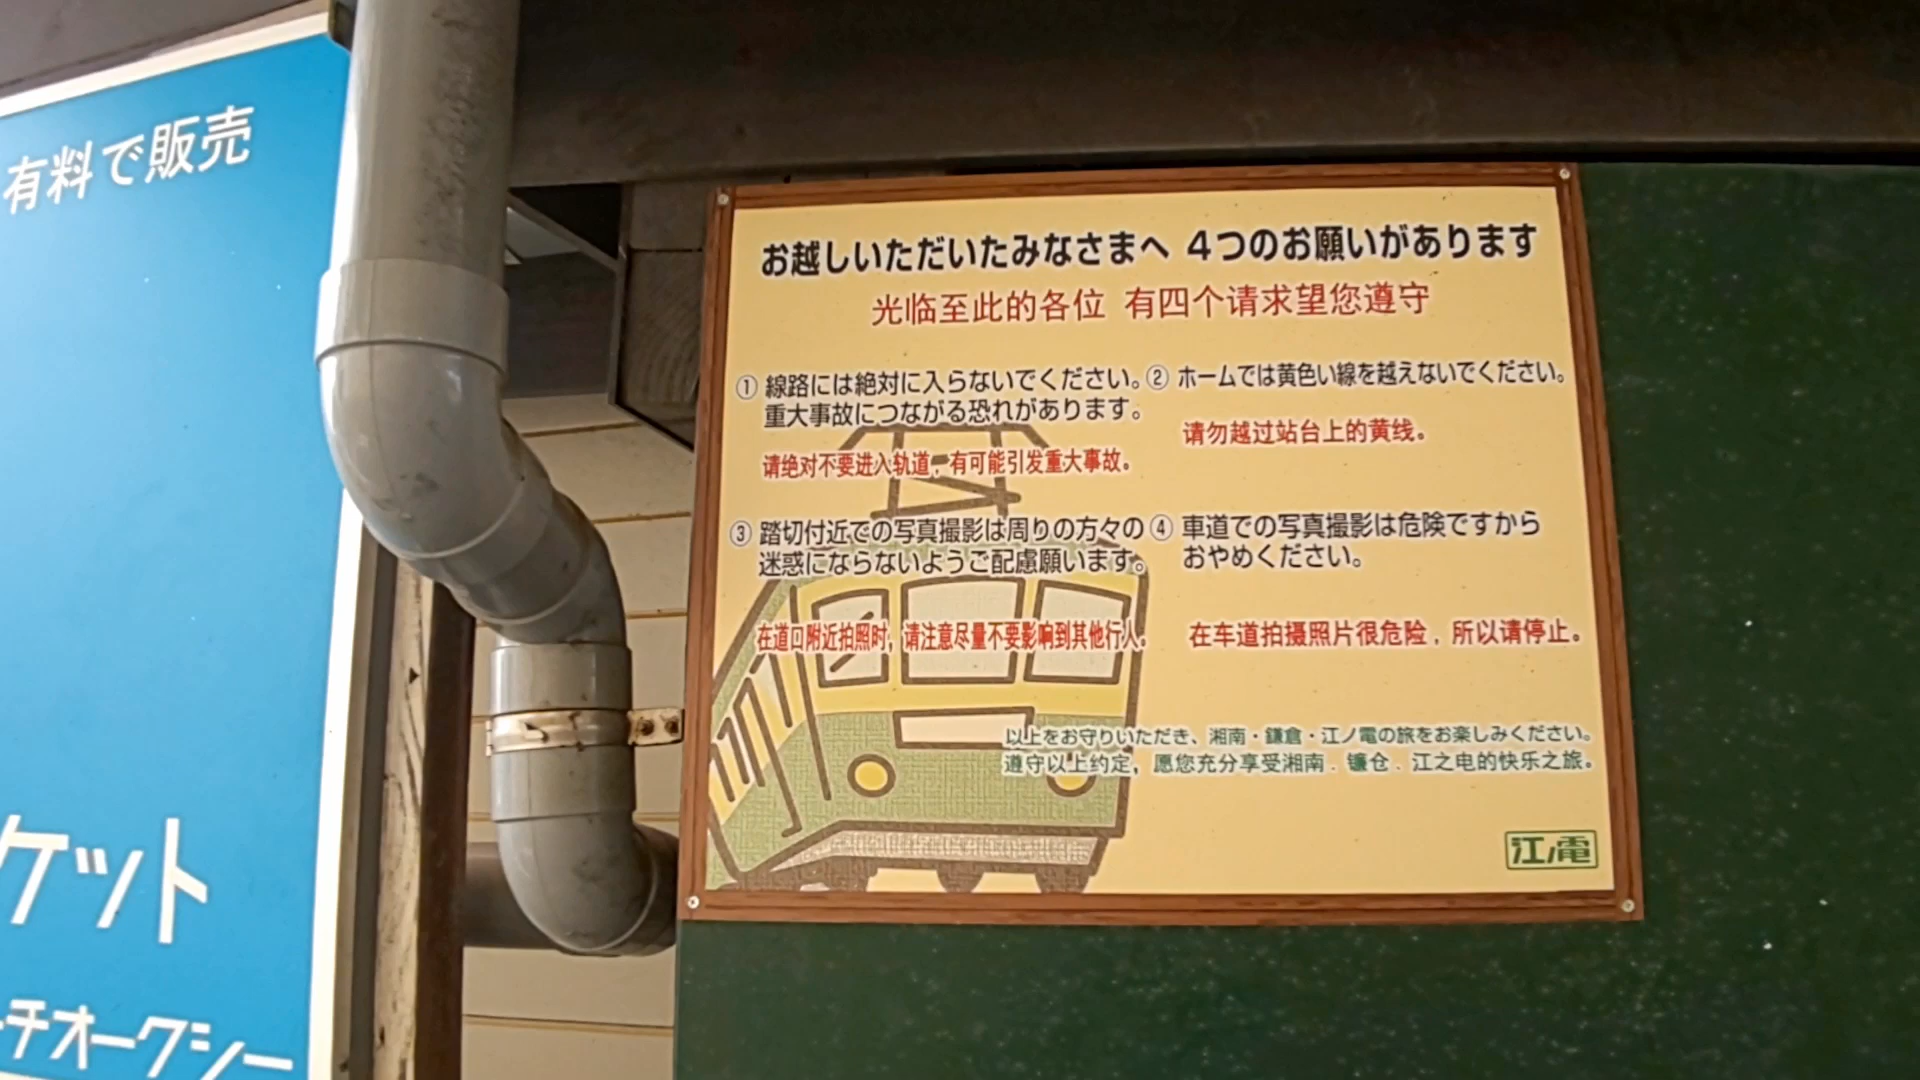 有料で販売
ケット
ーチオークシー
お越しいただいたみなさまへ 4つのお願いがあります
光临至此的各位 有四个请求望您遵守
① 線路には絶対に入らないでください。
重大事故につながる恐れがあります。
请绝对不要进入轨道，有可能引发重大事故。
② ホームでは黄色い線を越えないでください。
请勿越过站台上的黄线。
③ 踏切付近での写真撮影は周りの方々の
迷惑にならないようご配慮願います。
在道口附近拍照时，请注意尽量不要影响到其他行人。
④ 車道での写真撮影は危険ですから
おやめください。
在车道拍摄照片很危险，所以请停止。
以上をお守りいただき、湘南・鎌倉・江ノ電の旅をお楽しみください。
遵守以上约定，愿您充分享受湘南．镰仓．江之电的快乐之旅。
江ノ電